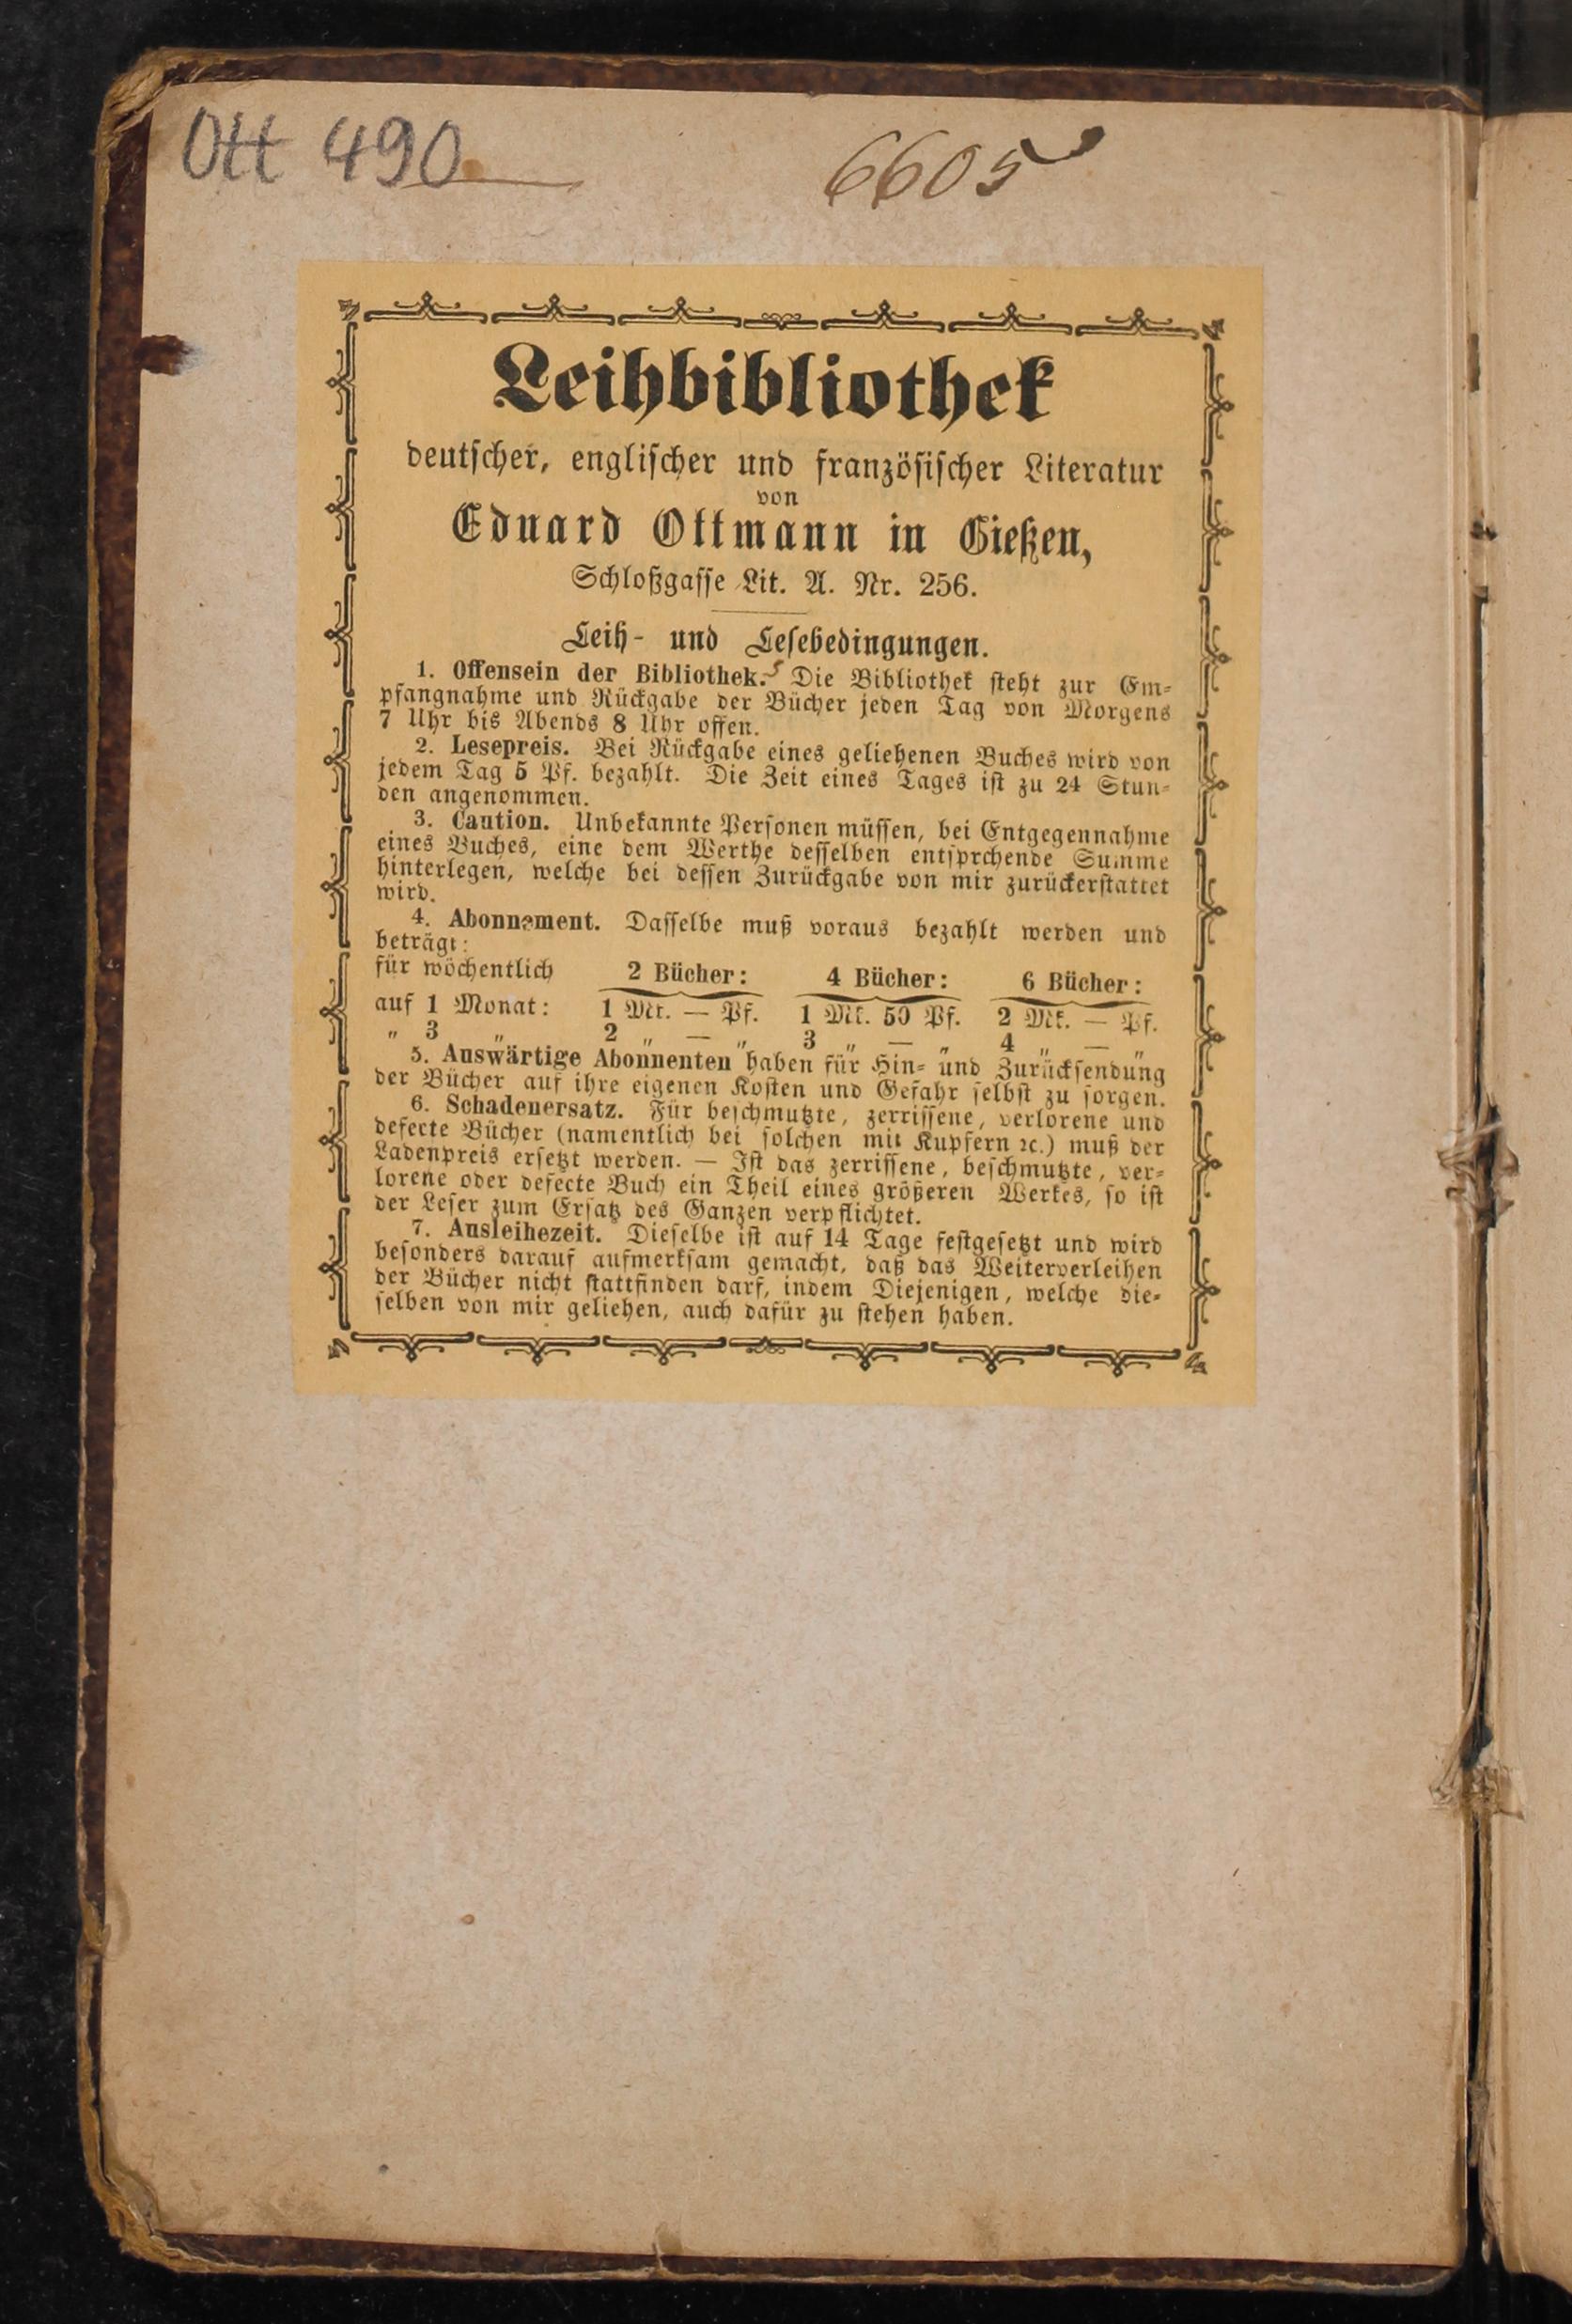 Ott 490
6605
Leihbibliothek
deutscher, englischer und französischer Literatur
von
Eduard Ottmann in Gießen,
Schloßgasse Lit. A. Nr. 256.
Leih- und Lesebedingungen.
1. Offensein der Bibliothek. Die Bibliothek steht zur Em-
pfangnahme und Rückgabe der Bücher jeden Tag von Morgens
7 Uhr bis Abends 8 Uhr offen.
2. Lesepreis. Bei Rückgabe eines geliehenen Buches wird von
jedem Tag 5 Pf. bezahlt. Die Zeit eines Tages ist zu 24 Stun-
den angenommen.
3. Caution. Unbekannte Personen müssen, bei Entgegennahme
eines Buches, eine dem Werthe desselben entsprchende Summe
hinterlegen, welche bei dessen Zurückgabe von mir zurückerstattet
wird.
4. Abonnement. Dasselbe muß voraus bezahlt werden und
beträgt:
für wöchentlich 2 Bücher: 4 Bücher: 6 Bücher:
auf 1 Monat: 1 Mk. — Pf. 1 Mk. 50 Pf. 2 Mk. — Pf.
„ 3 „ 2 „ — „ 3 „ — „ 4 „ — „
5. Auswärtige Abonnenten haben für Hin- und Zurücksendung
der Bücher auf ihre eigenen Kosten und Gefahr selbst zu sorgen.
6. Schadenersatz. Für beschmutzte, zerrissene, verlorene und
defecte Bücher (namentlich bei solchen mit Kupfern ꝛc.) muß der
Ladenpreis ersetzt werden. — Ist das zerrissene, beschmutzte, ver-
lorene oder defecte Buch ein Theil eines größeren Werkes, so ist
der Leser zum Ersatz des Ganzen verpflichtet.
7. Ausleihezeit. Dieselbe ist auf 14 Tage festgesetzt und wird
besonders darauf aufmerksam gemacht, daß das Weiterverleihen
der Bücher nicht stattfinden darf, indem Diejenigen, welche die-
selben von mir geliehen, auch dafür zu stehen haben.